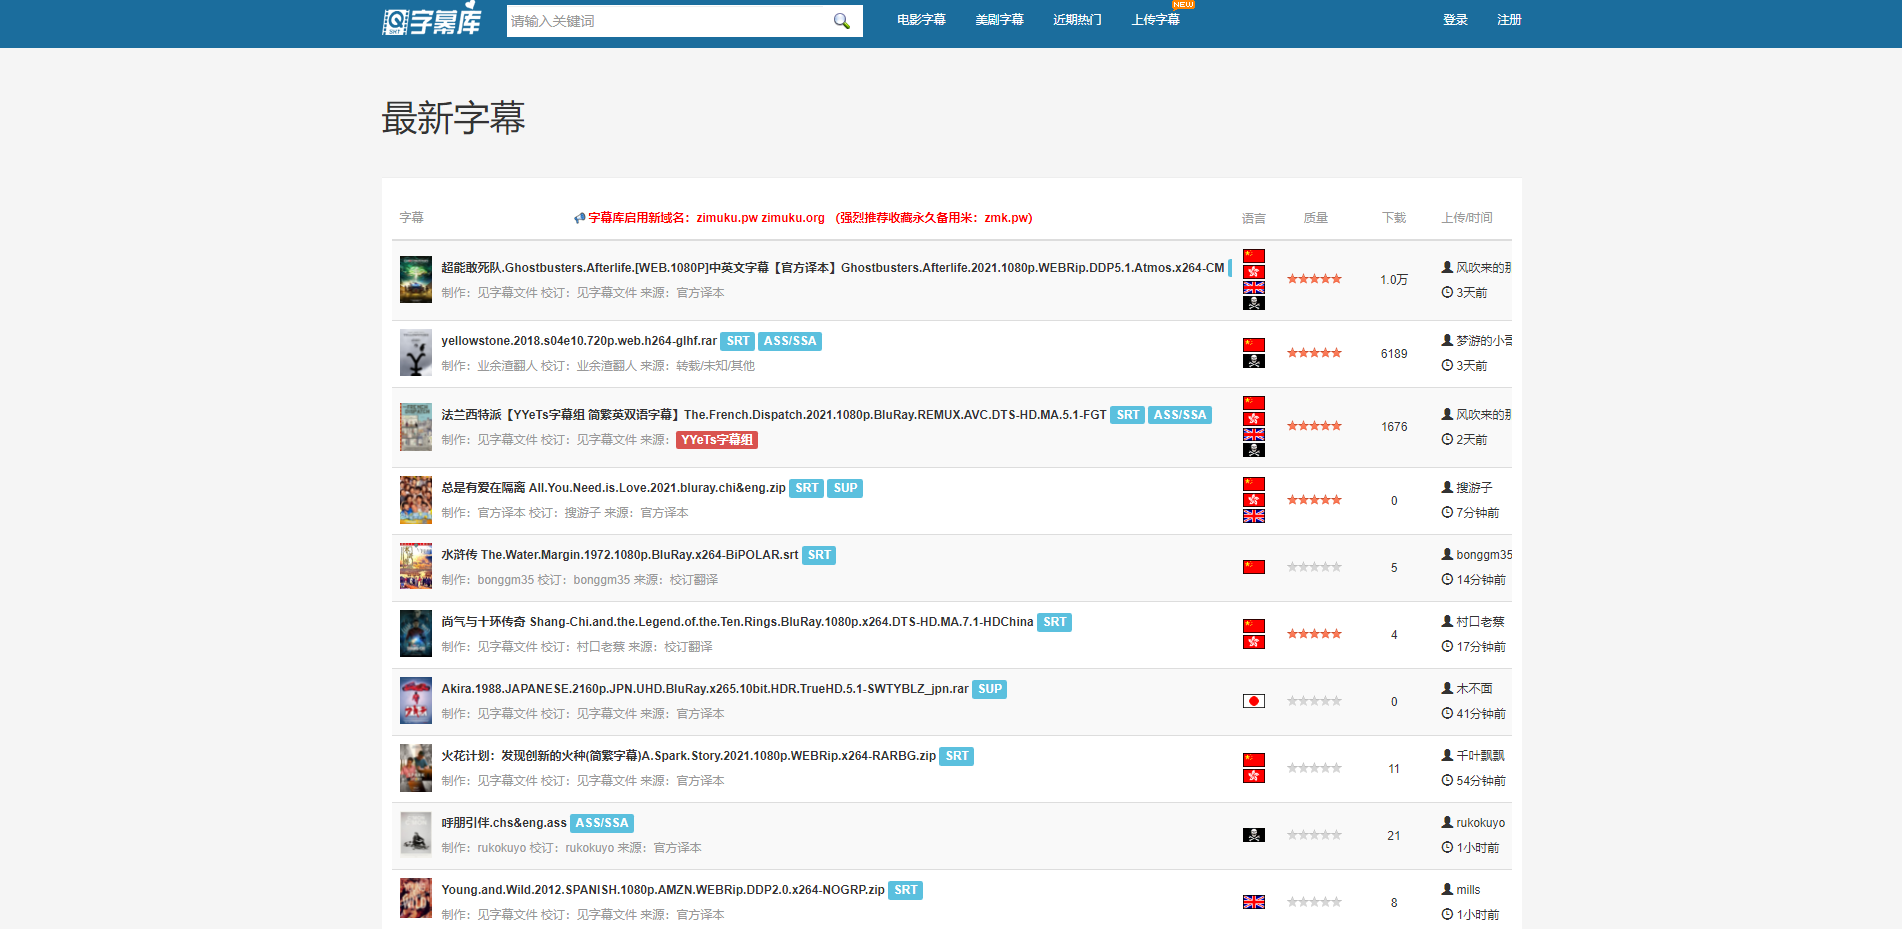 字幕库
请输入关键词
电影字幕
美剧字幕
近期热门
上传字幕
NEW
登录
注册
最新字幕
字幕
字幕库启用新域名：zimuku.pw zimuku.org （强烈推荐收藏永久备用米：zmk.pw)
语言
质量
下载
上传/时间
超能敢死队.Ghostbusters.Afterlife.[WEB.1080P]中英文字幕【官方译本】Ghostbusters.Afterlife.2021.1080p.WEBRip.DDP5.1.Atmos.x264-CM
制作：见字幕文件 校订：见字幕文件 来源：官方译本
1.0万
风吹来的那
3天前
yellowstone.2018.s04e10.720p.web.h264-glhf.rar SRT ASS/SSA
制作：业余渣翻人 校订：业余渣翻人 来源：转载/未知/其他
6189
梦游的小哥
3天前
法兰西特派【YYeTs字幕组 简繁英双语字幕】The.French.Dispatch.2021.1080p.BluRay.REMUX.AVC.DTS-HD.MA.5.1-FGT SRT ASS/SSA
制作：见字幕文件 校订：见字幕文件 来源：YYeTs字幕组
1676
风吹来的那
2天前
总是有爱在隔离 All.You.Need.is.Love.2021.bluray.chi&eng.zip SRT SUP
制作：官方译本 校订：搜游子 来源：官方译本
0
搜游子
7分钟前
水浒传 The.Water.Margin.1972.1080p.BluRay.x264-BiPOLAR.srt SRT
制作：bonggm35 校订：bonggm35 来源：校订翻译
5
bonggm35
14分钟前
尚气与十环传奇 Shang-Chi.and.the.Legend.of.the.Ten.Rings.BluRay.1080p.x264.DTS-HD.MA.7.1-HDChina SRT
制作：见字幕文件 校订：村口老蔡 来源：校订翻译
4
村口老蔡
17分钟前
Akira.1988.JAPANESE.2160p.JPN.UHD.BluRay.x265.10bit.HDR.TrueHD.5.1-SWTYBLZ_jpn.rar SUP
制作：见字幕文件 校订：见字幕文件 来源：官方译本
0
木不面
41分钟前
火花计划：发现创新的火种(简繁字幕)A.Spark.Story.2021.1080p.WEBRip.x264-RARBG.zip SRT
制作：见字幕文件 校订：见字幕文件 来源：官方译本
11
千叶飘飘
54分钟前
呼朋引伴.chs&eng.ass ASS/SSA
制作：rukokuyo 校订：rukokuyo 来源：官方译本
21
rukokuyo
1小时前
Young.and.Wild.2012.SPANISH.1080p.AMZN.WEBRip.DDP2.0.x264-NOGRP.zip SRT
制作：见字幕文件 校订：见字幕文件 来源：官方译本
8
mills
1小时前